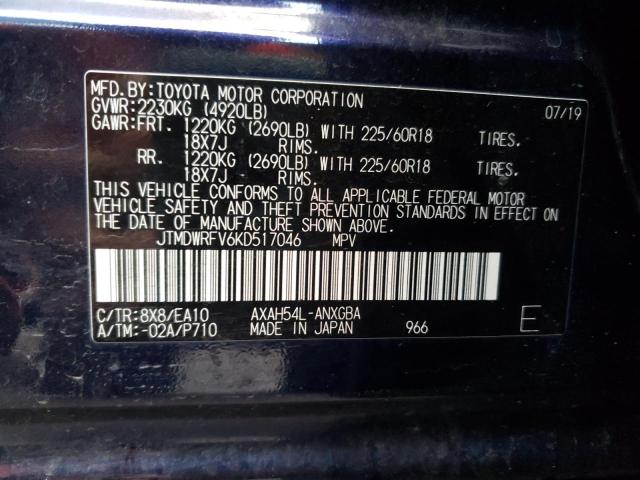 MFD.BY:TOYOTA MOTOR CORPORATION 07/19
GVWR:2230KG (4920LB)
GAWR:FRT. 1220KG (2690LB) WITH 225/60R18 TIRES.
18X7J RIMS.
RR. 1220KG (2690LB) WITH 225/60R18 TIRES.
18X7J RIMS.
THIS VEHICLE CONFORMS TO ALL APPLICABLE FEDERAL MOTOR
VEHICLE SAFETY AND THEFT PREVENTION STANDARDS IN EFFECT ON
THE DATE OF MANUFACTURE SHOWN ABOVE.
JTMDWRFV6KD517046 MPV
C/TR:8X8/EA10 AXAH54L-ANXGBA
A/TM:-02A/P710 MADE IN JAPAN 966 E